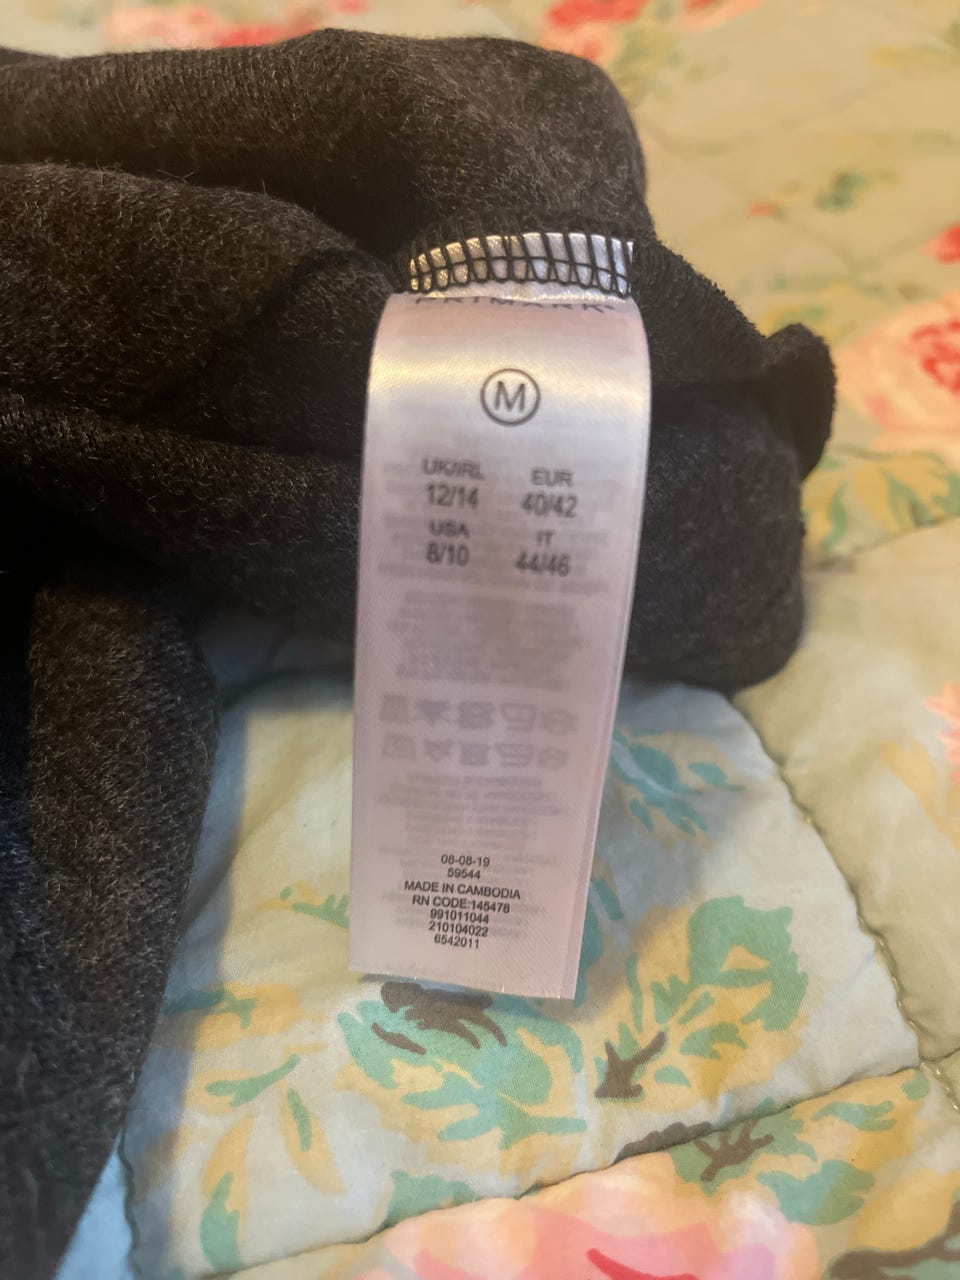 PRIMARK
M
UK/IRL EUR
12/14 40/42
USA IT
8/10 44/46
08-08-19
59544
MADE IN CAMBODIA
RN CODE:145478
991011044
210104022
6542011